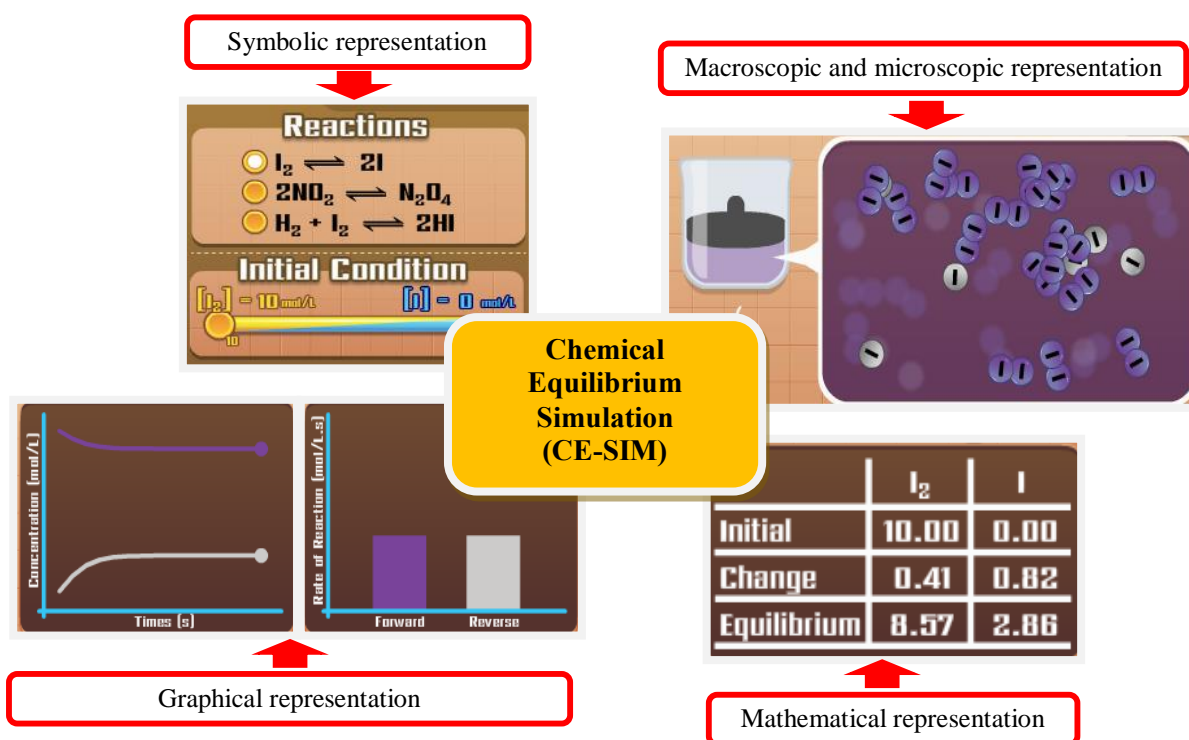 Symbolic representation
Macroscopic and microscopic representation
Reactions
I₂ ⇌ 2I
2NO₂ ⇌ N₂O₄
H₂ + I₂ ⇌ 2HI
Initial Condition
[I₂] = 10 mol/L [I] = 0 mol/L
10
Chemical
Equilibrium
Simulation
(CE-SIM)
Concentration (mol/L)
Times (s)
Rate of Reaction (mol/L.s)
Forward Reverse
I₂ I
Initial 10.00 0.00
Change 0.41 0.82
Equilibrium 8.57 2.86
Graphical representation
Mathematical representation